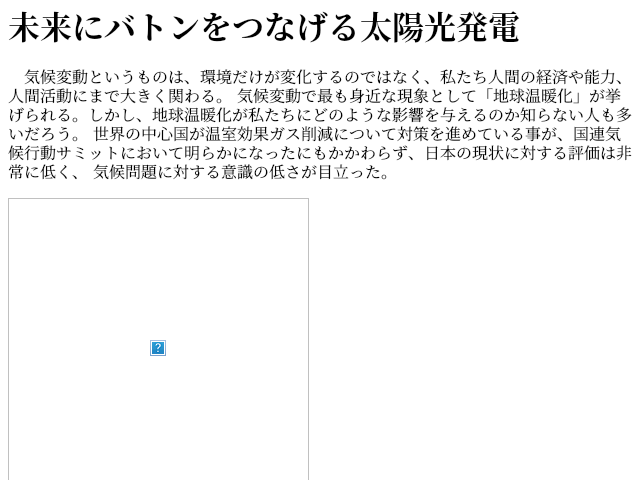 未来にバトンをつなげる太陽光発電
　気候変動というものは、環境だけが変化するのではなく、私たち人間の経済や能力、
人間活動にまで大きく関わる。 気候変動で最も身近な現象として「地球温暖化」が挙
げられる。しかし、地球温暖化が私たちにどのような影響を与えるのか知らない人も多
いだろう。 世界の中心国が温室効果ガス削減について対策を進めている事が、国連気
候行動サミットにおいて明らかになったにもかかわらず、日本の現状に対する評価は非
常に低く、 気候問題に対する意識の低さが目立った。